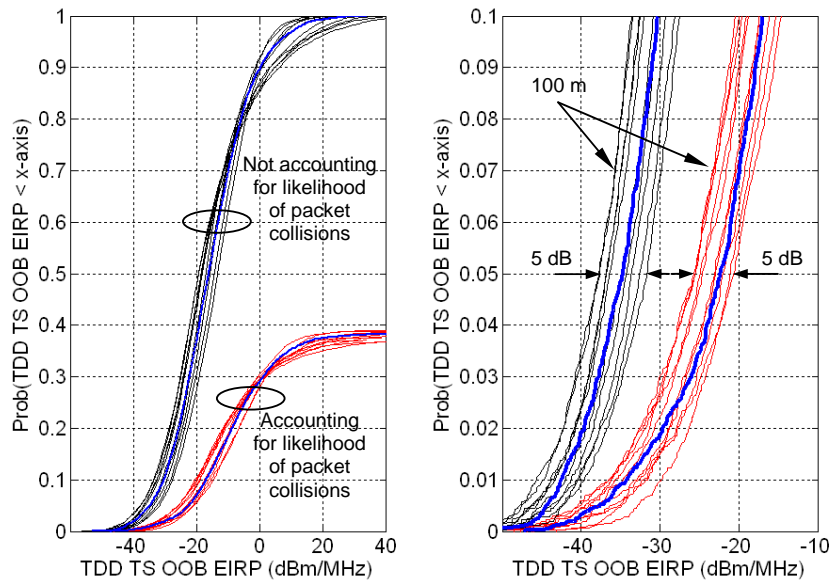 1
0.9
0.8
0.7
0.6
0.5
0.4
0.3
0.2
0.1
0
Prob(TDD TS OOB EIRP < x-axis)
Not accounting
for likelihood
of packet
collisions
Accounting
for likelihood
of packet
collisions
-40
-20
0
20
40
TDD TS OOB EIRP (dBm/MHz)
0.1
0.09
0.08
0.07
0.06
0.05
0.04
0.03
0.02
0.01
0
Prob(TDD TS OOB EIRP < x-axis)
100 m
5 dB
5 dB
-40
-30
-20
-10
TDD TS OOB EIRP (dBm/MHz)